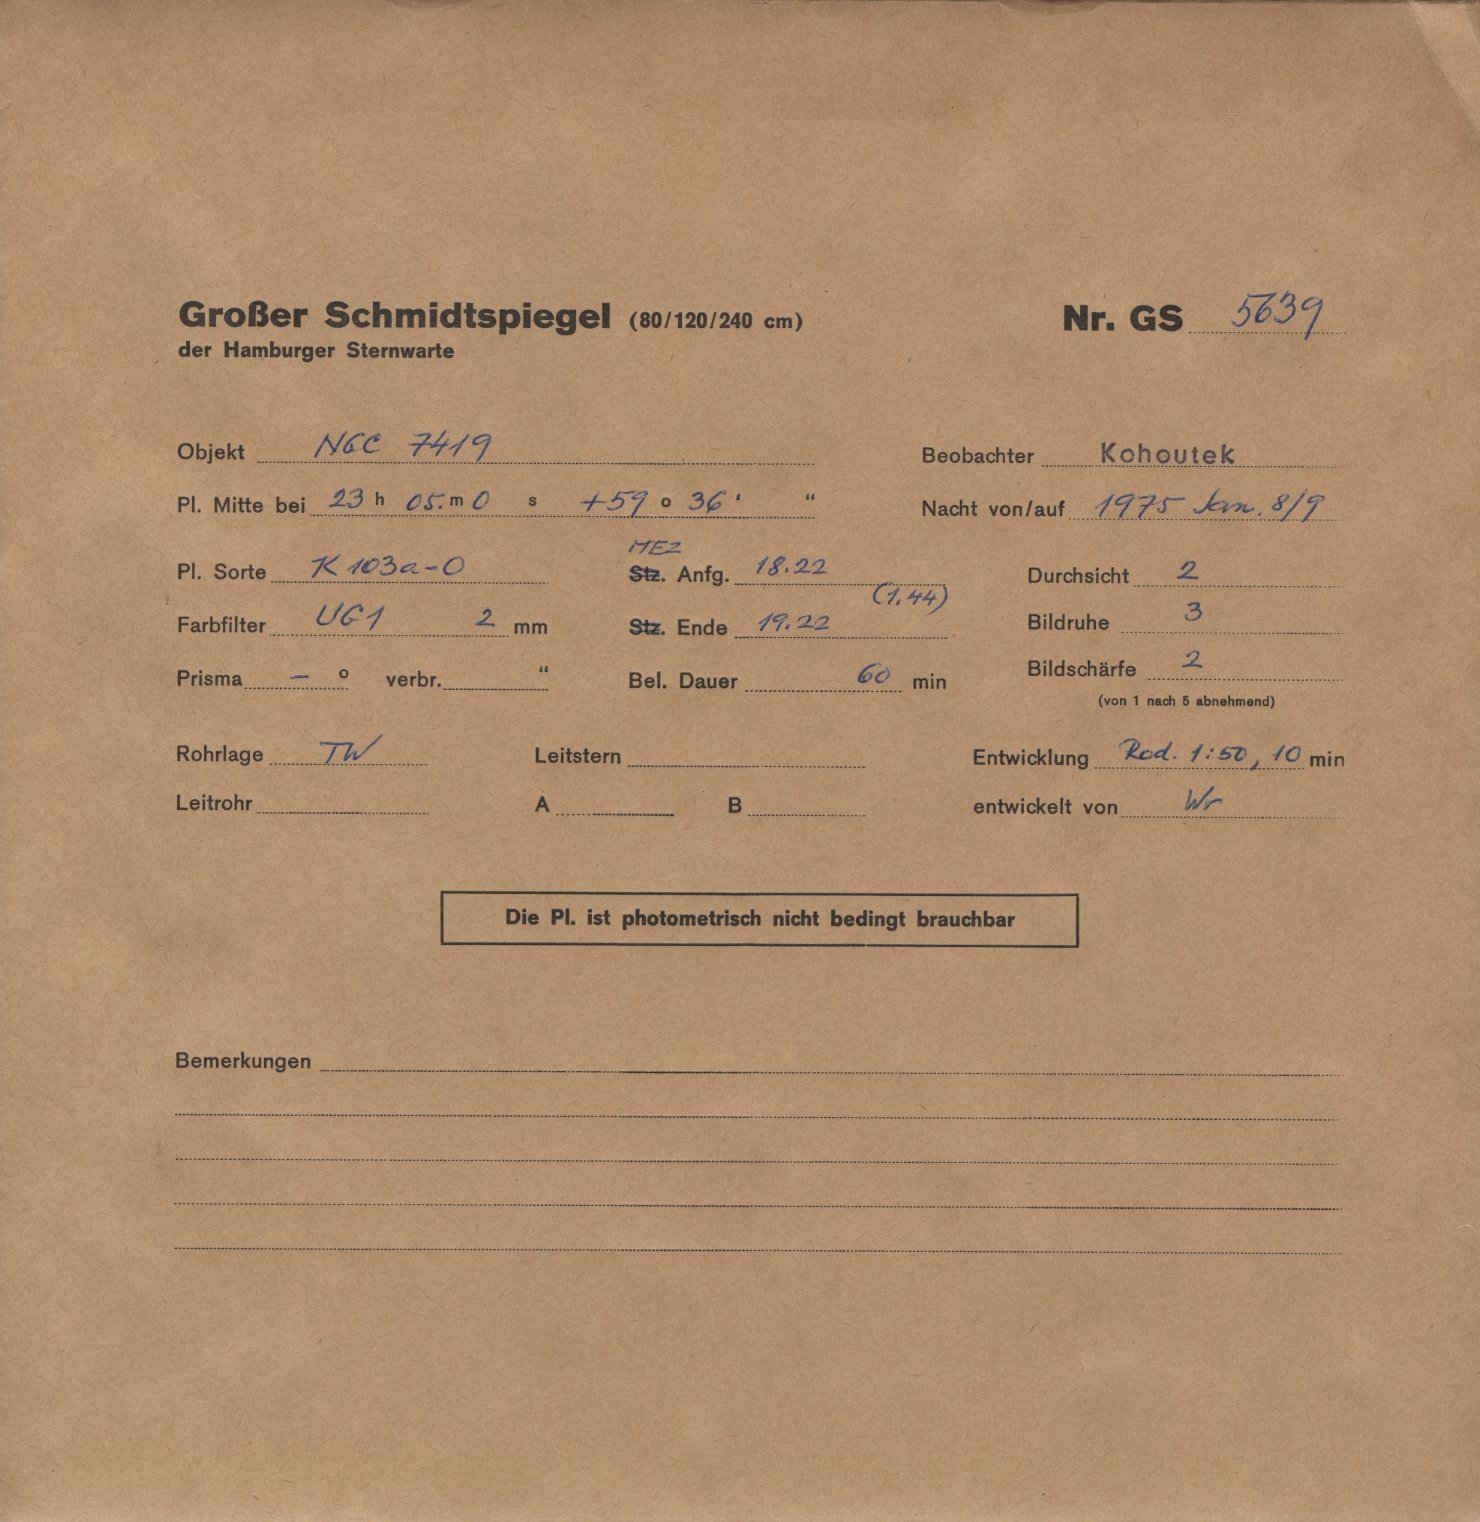 Großer Schmidtspiegel (80/120/240 cm) Nr. GS 5639
der Hamburger Sternwarte
Objekt NGC 7419 Beobachter Kohoutek
Pl. Mitte bei 23 h 05. m 0 s +59 o 36 ‘ “ Nacht von/auf 1975 Jan. 8/9
MEZ
Pl. Sorte K 103a-O Stz. Anfg. 18.22 Durchsicht 2
(1.44)
Farbfilter UG1 2 mm Stz. Ende 19.22 Bildruhe 3
Prisma – o verbr. “ Bel. Dauer 60 min Bildschärfe 2
(von 1 nach 5 abnehmend)
Rohrlage TW Leitstern Entwicklung Rod. 1:50, 10 min
Leitrohr A B entwickelt von Wr
Die Pl. ist photometrisch nicht bedingt brauchbar
Bemerkungen